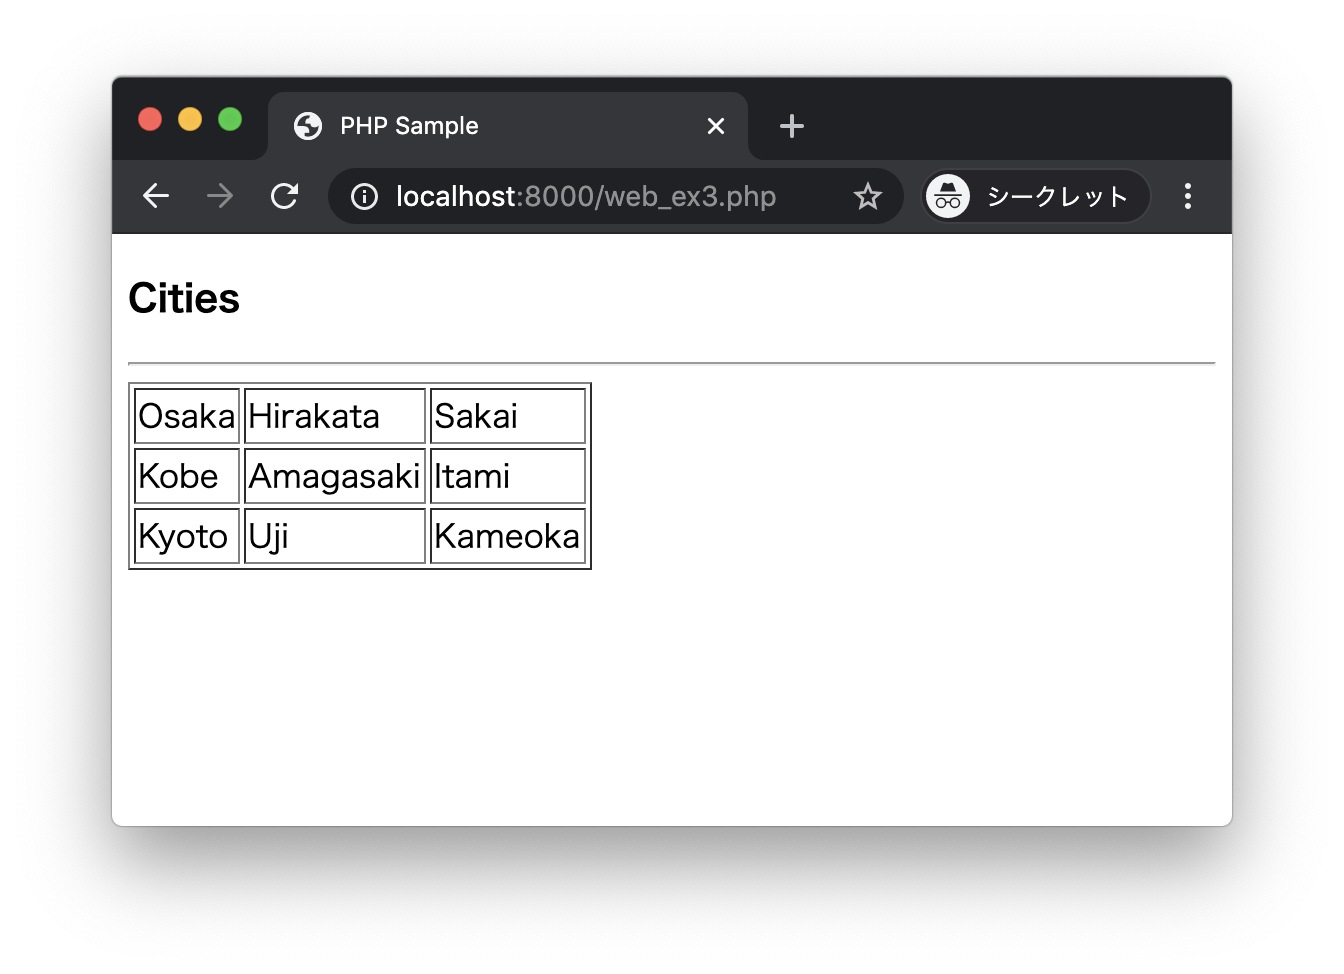 PHP Sample
localhost:8000/web_ex3.php
シークレット
Cities
Osaka Hirakata Sakai
Kobe Amagasaki Itami
Kyoto Uji Kameoka